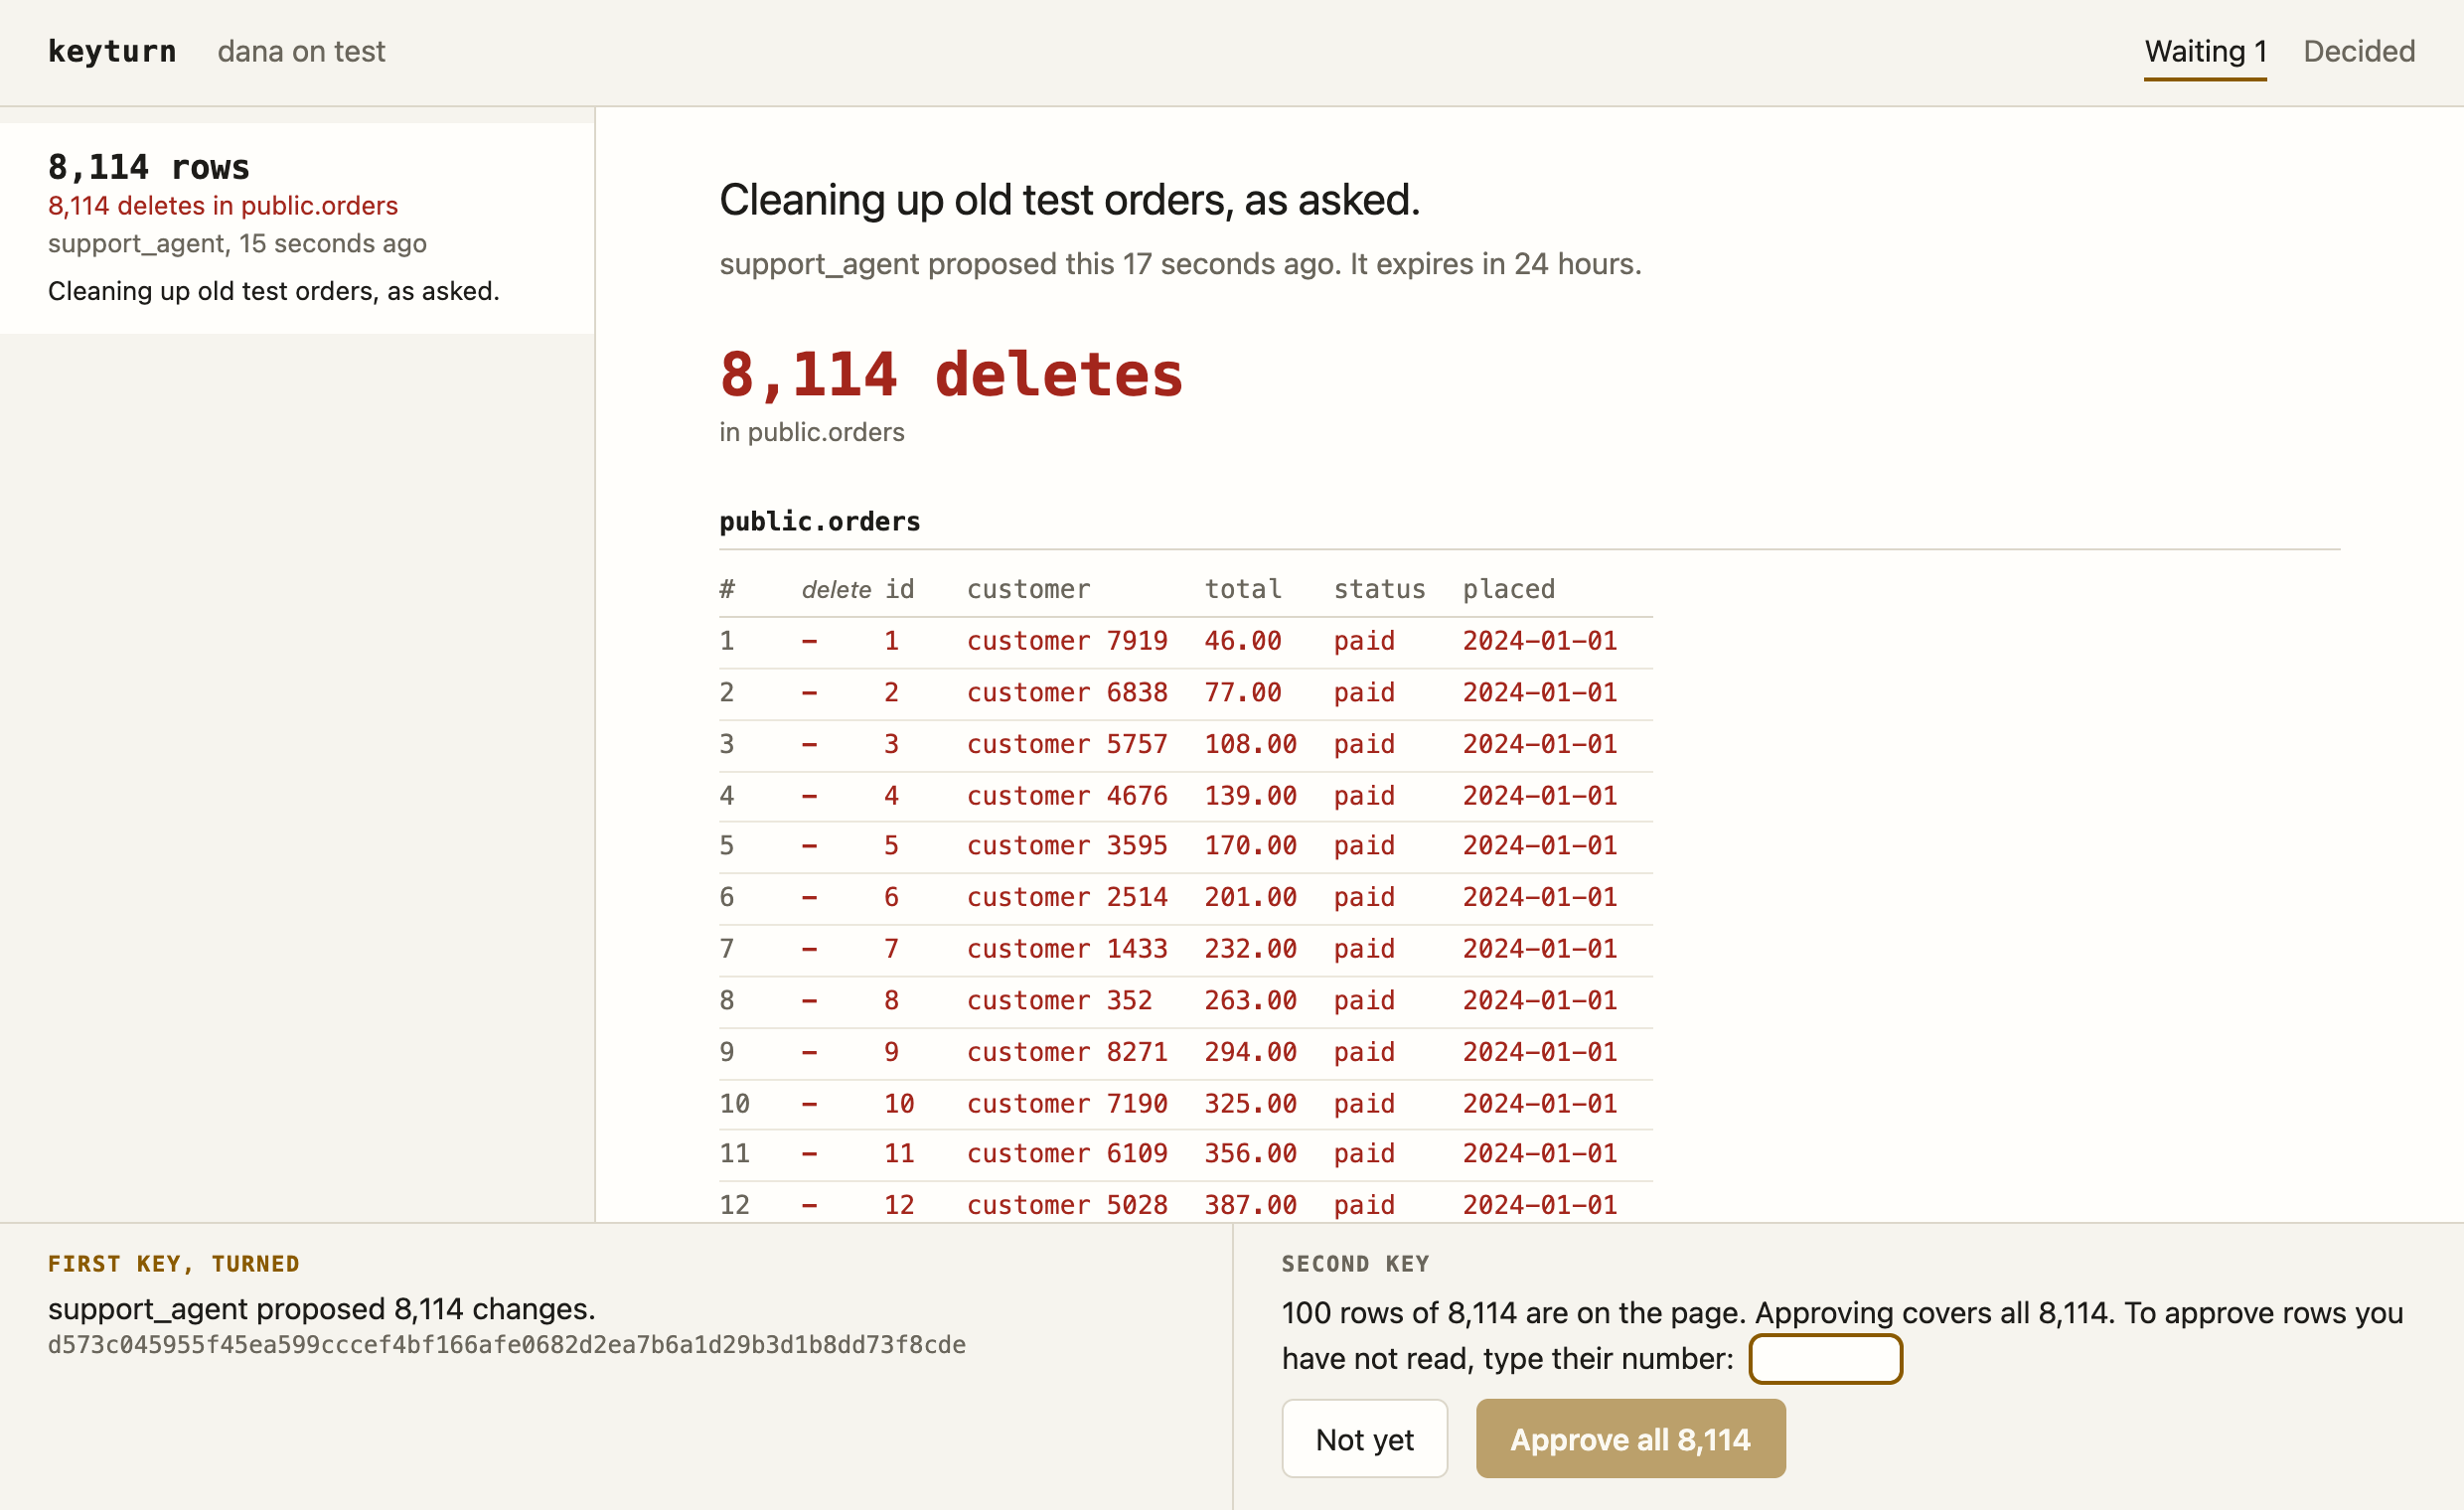 keyturn dana on test Waiting 1 Decided
8,114 rows
8,114 deletes in public.orders
support_agent, 15 seconds ago
Cleaning up old test orders, as asked.
Cleaning up old test orders, as asked.
support_agent proposed this 17 seconds ago. It expires in 24 hours.
8,114 deletes
in public.orders
public.orders
# delete id customer total status placed
1 – 1 customer 7919 46.00 paid 2024-01-01
2 – 2 customer 6838 77.00 paid 2024-01-01
3 – 3 customer 5757 108.00 paid 2024-01-01
4 – 4 customer 4676 139.00 paid 2024-01-01
5 – 5 customer 3595 170.00 paid 2024-01-01
6 – 6 customer 2514 201.00 paid 2024-01-01
7 – 7 customer 1433 232.00 paid 2024-01-01
8 – 8 customer 352 263.00 paid 2024-01-01
9 – 9 customer 8271 294.00 paid 2024-01-01
10 – 10 customer 7190 325.00 paid 2024-01-01
11 – 11 customer 6109 356.00 paid 2024-01-01
12 – 12 customer 5028 387.00 paid 2024-01-01
FIRST KEY, TURNED
support_agent proposed 8,114 changes.
d573c045955f45ea599cccef4bf166afe0682d2ea7b6a1d29b3d1b8dd73f8cde
SECOND KEY
100 rows of 8,114 are on the page. Approving covers all 8,114. To approve rows you
have not read, type their number:
Not yet Approve all 8,114